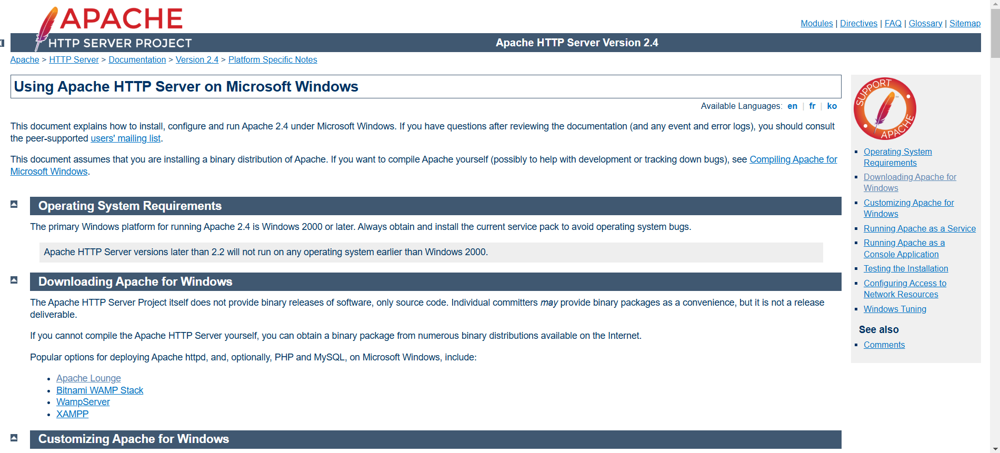 APACHE
HTTP SERVER PROJECT
Modules | Directives | FAQ | Glossary | Sitemap
Apache HTTP Server Version 2.4
Apache > HTTP Server > Documentation > Version 2.4 > Platform Specific Notes
Using Apache HTTP Server on Microsoft Windows
Available Languages: en | fr | ko
This document explains how to install, configure and run Apache 2.4 under Microsoft Windows. If you have questions after reviewing the documentation (and any event and error logs), you should consult
the peer-supported users' mailing list.
This document assumes that you are installing a binary distribution of Apache. If you want to compile Apache yourself (possibly to help with development or tracking down bugs), see Compiling Apache for
Microsoft Windows.
Operating System Requirements
The primary Windows platform for running Apache 2.4 is Windows 2000 or later. Always obtain and install the current service pack to avoid operating system bugs.
Apache HTTP Server versions later than 2.2 will not run on any operating system earlier than Windows 2000.
Downloading Apache for Windows
The Apache HTTP Server Project itself does not provide binary releases of software, only source code. Individual committers may provide binary packages as a convenience, but it is not a release
deliverable.
If you cannot compile the Apache HTTP Server yourself, you can obtain a binary package from numerous binary distributions available on the Internet.
Popular options for deploying Apache httpd, and, optionally, PHP and MySQL, on Microsoft Windows, include:
• Apache Lounge
• Bitnami WAMP Stack
• WampServer
• XAMPP
Customizing Apache for Windows
SUPPORT
APACHE
TM
Operating System
Requirements
Downloading Apache for
Windows
Customizing Apache for
Windows
Running Apache as a Service
Running Apache as a
Console Application
Testing the Installation
Configuring Access to
Network Resources
Windows Tuning
See also
Comments